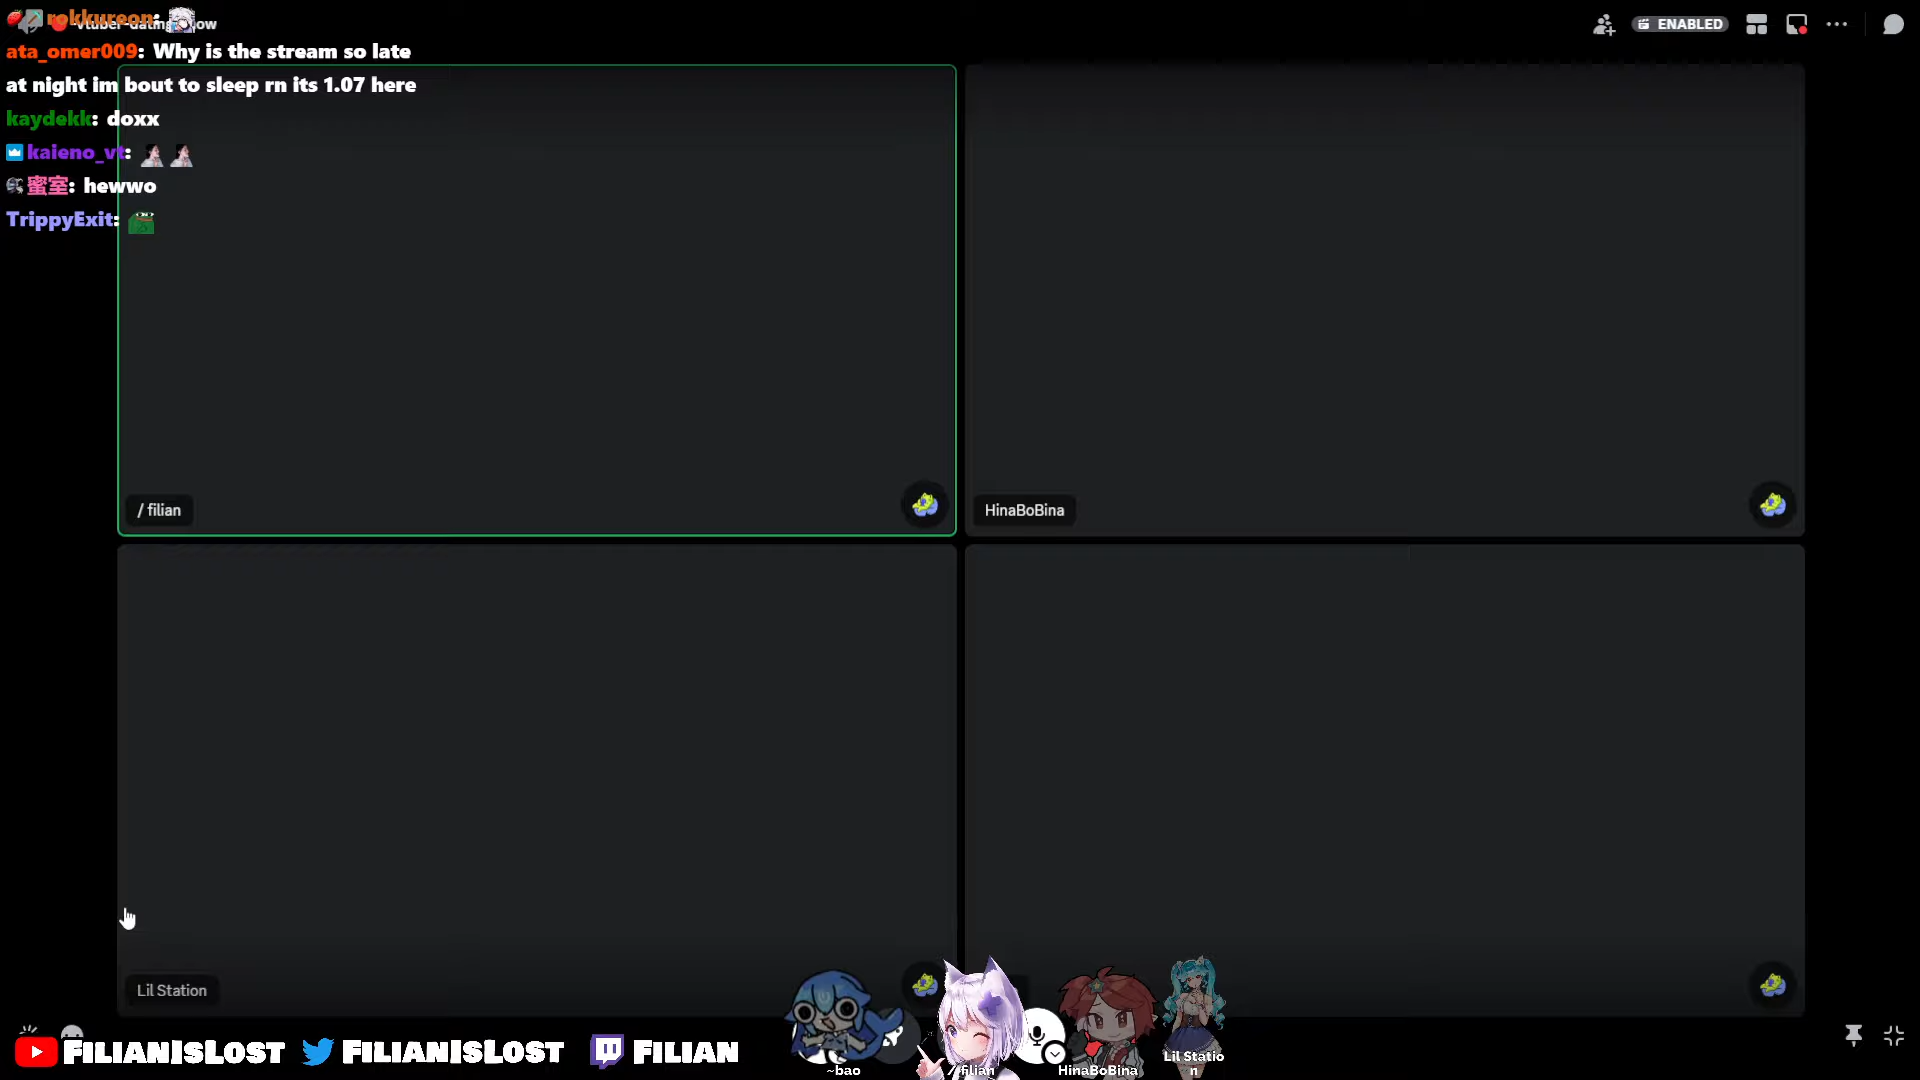 rokkureon:
ENABLED
ata_omer009: Why is the stream so late
at night im bout to sleep rn its 1.07 here
kaydekk: doxx
kaieno_vt:
蜜室: hewwo
TrippyExit:
/ filian
HinaBoBina
Lil Station
FILIANISLOST
FILIANISLOST
FILIAN
~bao
/ filian
HinaBoBina
Lil Statio
n